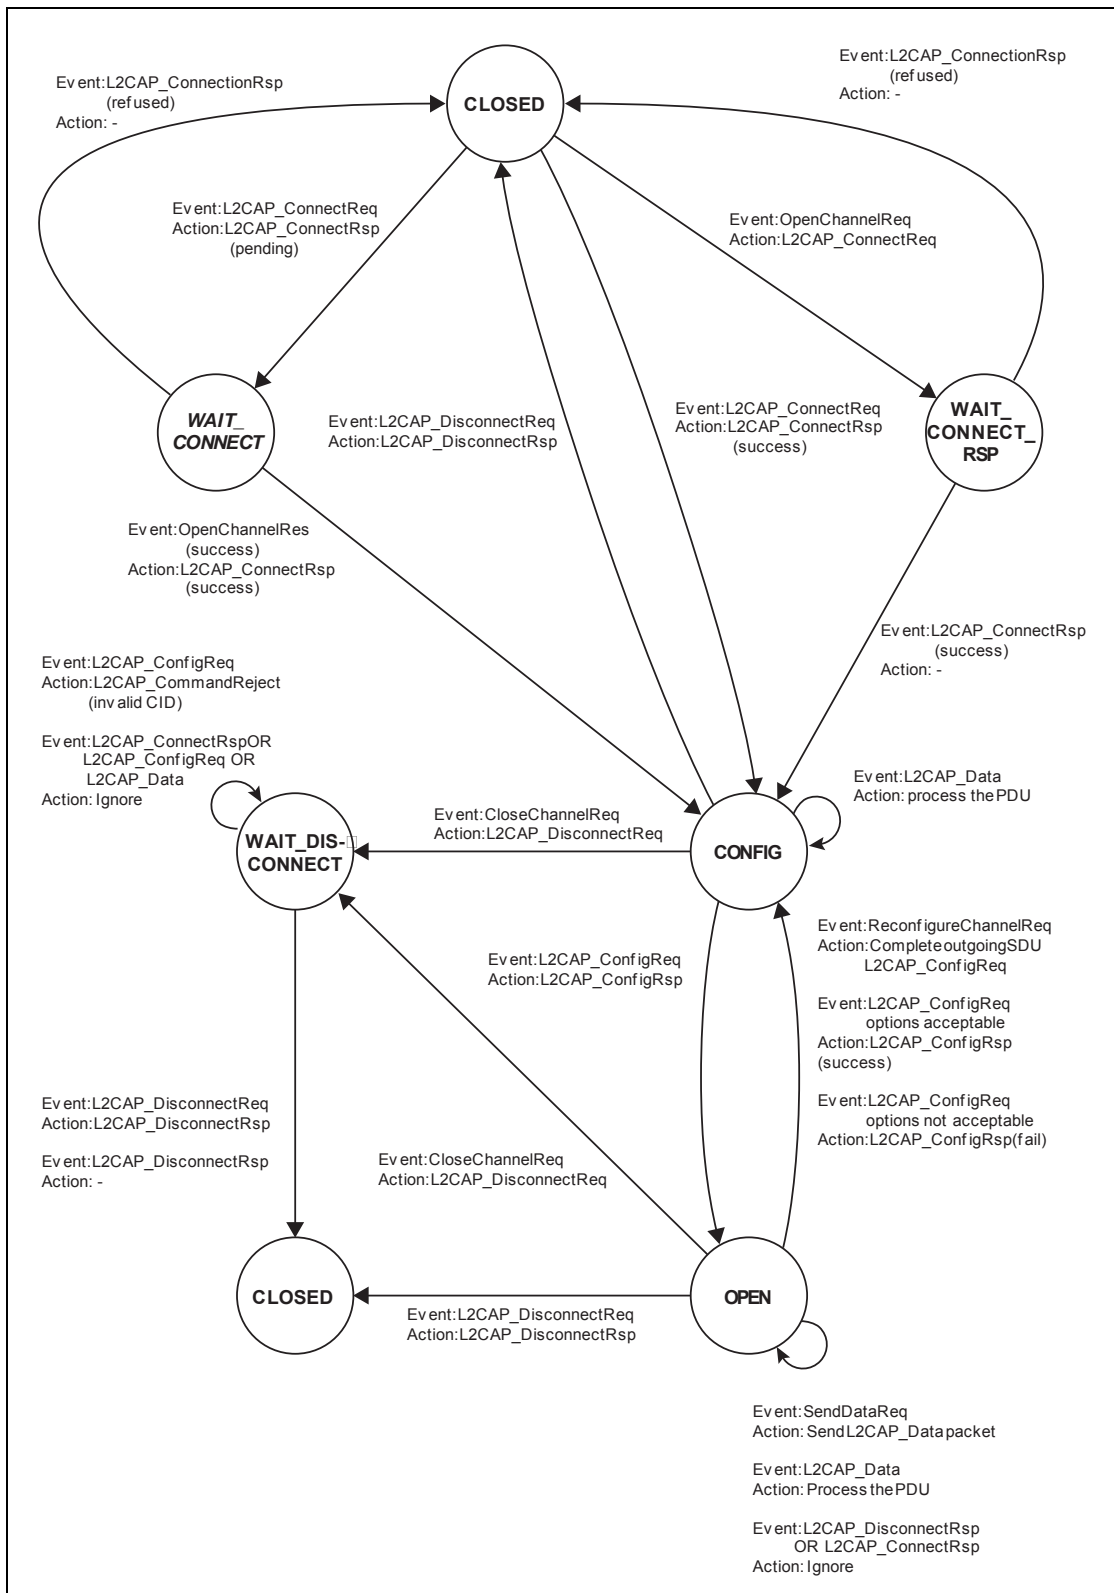 Event:L2CAP_ConnectionRsp
(refused)
Action: -
CLOSED
Event:L2CAP_ConnectionRsp
(refused)
Action: -
Event:L2CAP_ConnectReq
Action:L2CAP_ConnectRsp
(pending)
Event:OpenChannelReq
Action:L2CAP_ConnectReq
WAIT_
CONNECT
Event:L2CAP_DisconnectReq
Action:L2CAP_DisconnectRsp
Event:L2CAP_ConnectReq
Action:L2CAP_ConnectRsp
(success)
WAIT_
CONNECT_
RSP
Event:OpenChannelRes
(success)
Action:L2CAP_ConnectRsp
(success)
Event:L2CAP_ConnectRsp
(success)
Action: -
Event:L2CAP_ConfigReq
Action:L2CAP_CommandReject
(invalid CID)
Event:L2CAP_ConnectRspOR
L2CAP_ConfigReq OR
L2CAP_Data
Action: Ignore
Event:L2CAP_Data
Action: process the PDU
Event:CloseChannelReq
Action:L2CAP_DisconnectReq
WAIT_DIS-
CONNECT
CONFIG
Event:L2CAP_ConfigReq
Action:L2CAP_ConfigRsp
Event:ReconfigureChannelReq
Action:Complete outgoing SDU
L2CAP_ConfigReq
Event:L2CAP_ConfigReq
options acceptable
Action:L2CAP_ConfigRsp
(success)
Event:L2CAP_ConfigReq
options not acceptable
Action:L2CAP_ConfigRsp(fail)
Event:L2CAP_DisconnectReq
Action:L2CAP_DisconnectRsp
Event:L2CAP_DisconnectRsp
Action: -
Event:CloseChannelReq
Action:L2CAP_DisconnectReq
CLOSED
OPEN
Event:L2CAP_DisconnectReq
Action:L2CAP_DisconnectRsp
Event:SendDataReq
Action: Send L2CAP_Data packet
Event:L2CAP_Data
Action: Process the PDU
Event:L2CAP_DisconnectRsp
OR L2CAP_ConnectRsp
Action: Ignore